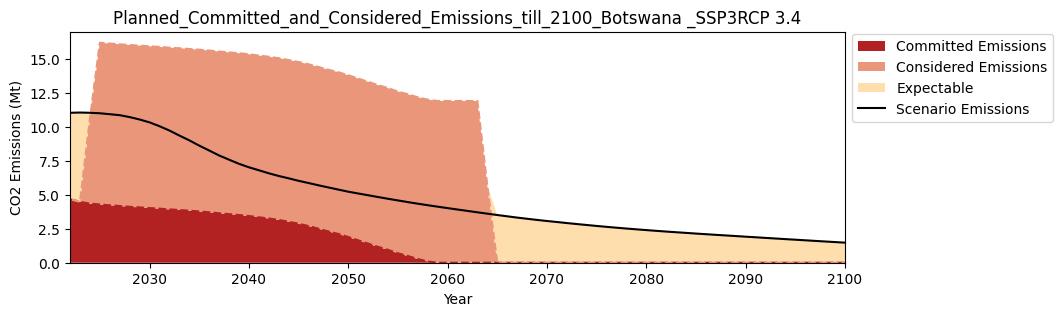 Planned_Committed_and_Considered_Emissions_till_2100_Botswana _SSP3RCP 3.4
CO2 Emissions (Mt)
15.0
12.5
10.0
7.5
5.0
2.5
0.0
2030
2040
2050
2060
2070
2080
2090
2100
Year
Committed Emissions
Considered Emissions
Expectable
Scenario Emissions